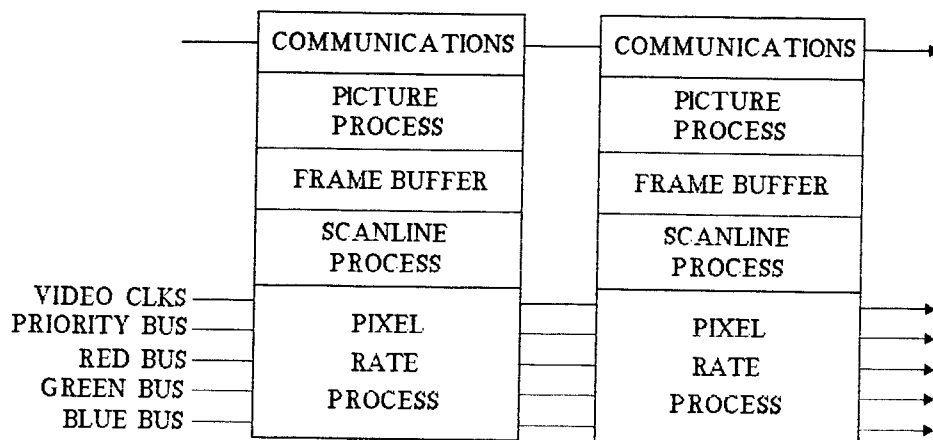 COMMUNICATIONS
PICTURE
PROCESS
FRAME BUFFER
SCANLINE
PROCESS
PIXEL
RATE
PROCESS
COMMUNICATIONS
PICTURE
PROCESS
FRAME BUFFER
SCANLINE
PROCESS
PIXEL
RATE
PROCESS
VIDEO CLKS
PRIORITY BUS
RED BUS
GREEN BUS
BLUE BUS